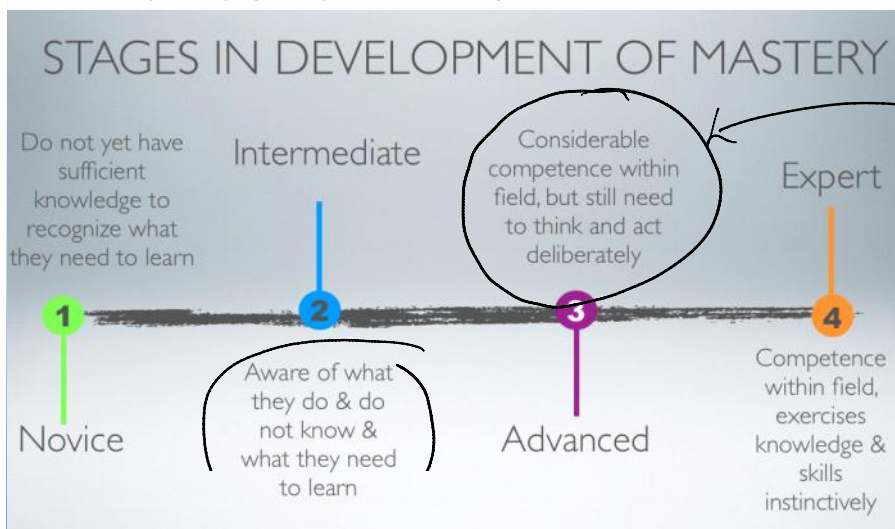 STAGES IN DEVELOPMENT OF MASTERY
Do not yet have
sufficient
knowledge to
recognize what
they need to learn
1
Novice
Intermediate
2
Aware of what
they do & do
not know &
what they need
to learn
Considerable
competence within
field, but still need
to think and act
deliberately
3
Advanced
Expert
4
Competence
within field,
exercises
knowledge &
skills
instinctively